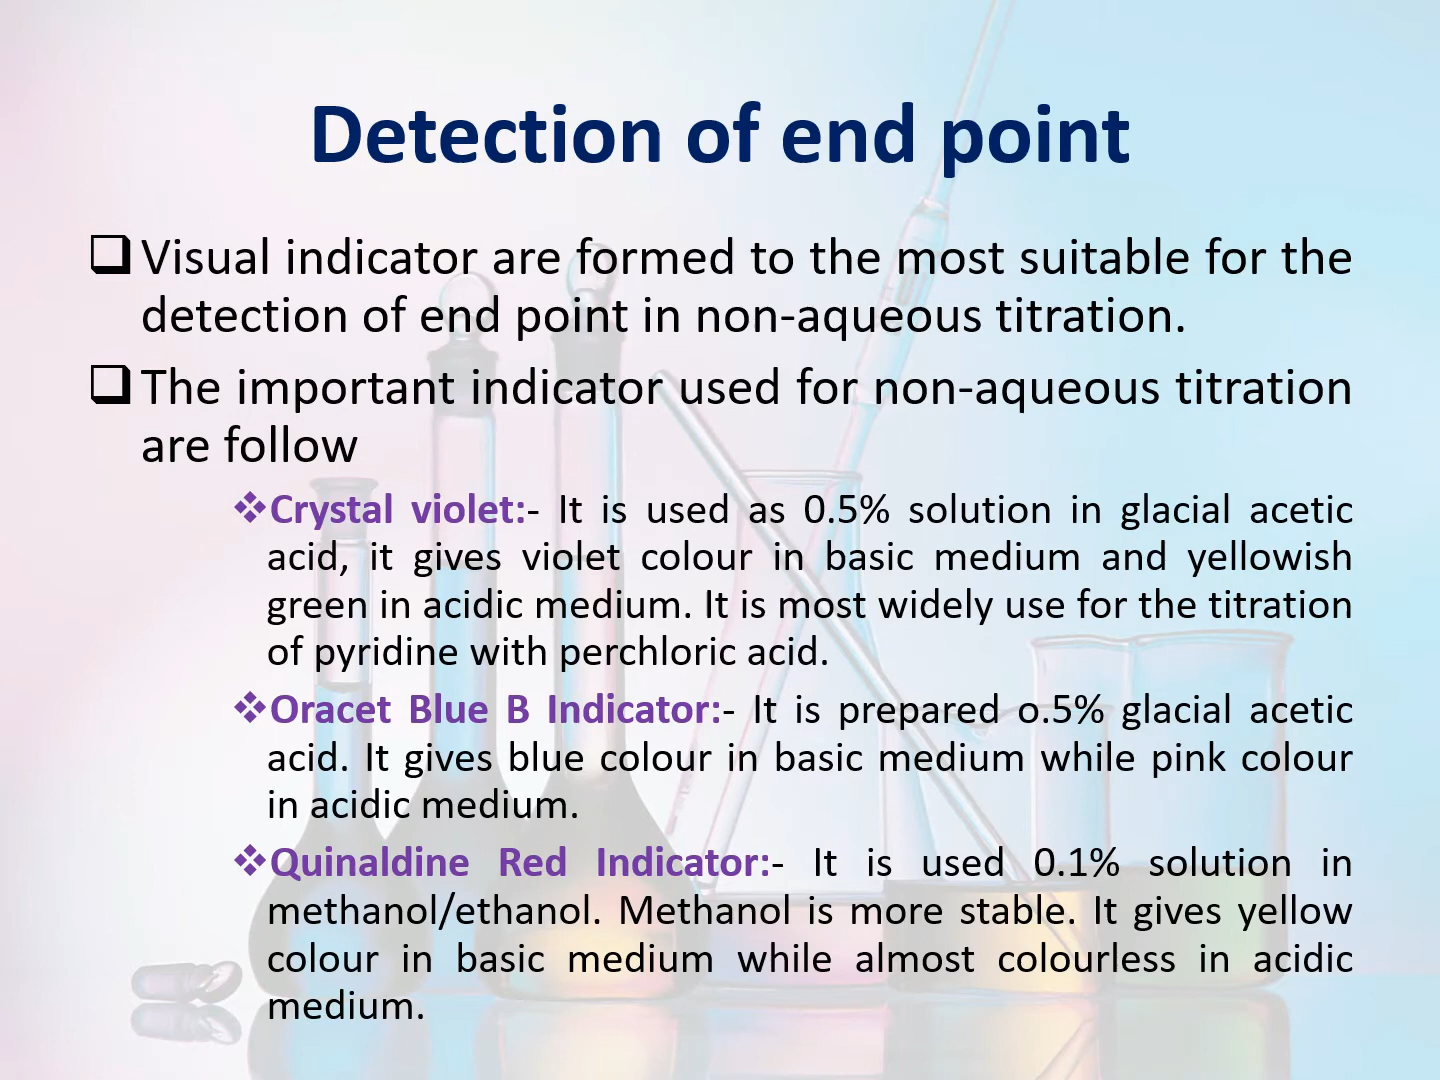 Detection of end point
Visual indicator are formed to the most suitable for the
detection of end point in non-aqueous titration.
The important indicator used for non-aqueous titration
are follow
Crystal violet:- It is used as 0.5% solution in glacial acetic
acid, it gives violet colour in basic medium and yellowish
green in acidic medium. It is most widely use for the titration
of pyridine with perchloric acid.
Oracet Blue B Indicator:- It is prepared o.5% glacial acetic
acid. It gives blue colour in basic medium while pink colour
in acidic medium.
Quinaldine Red Indicator:- It is used 0.1% solution in
methanol/ethanol. Methanol is more stable. It gives yellow
colour in basic medium while almost colourless in acidic
medium.